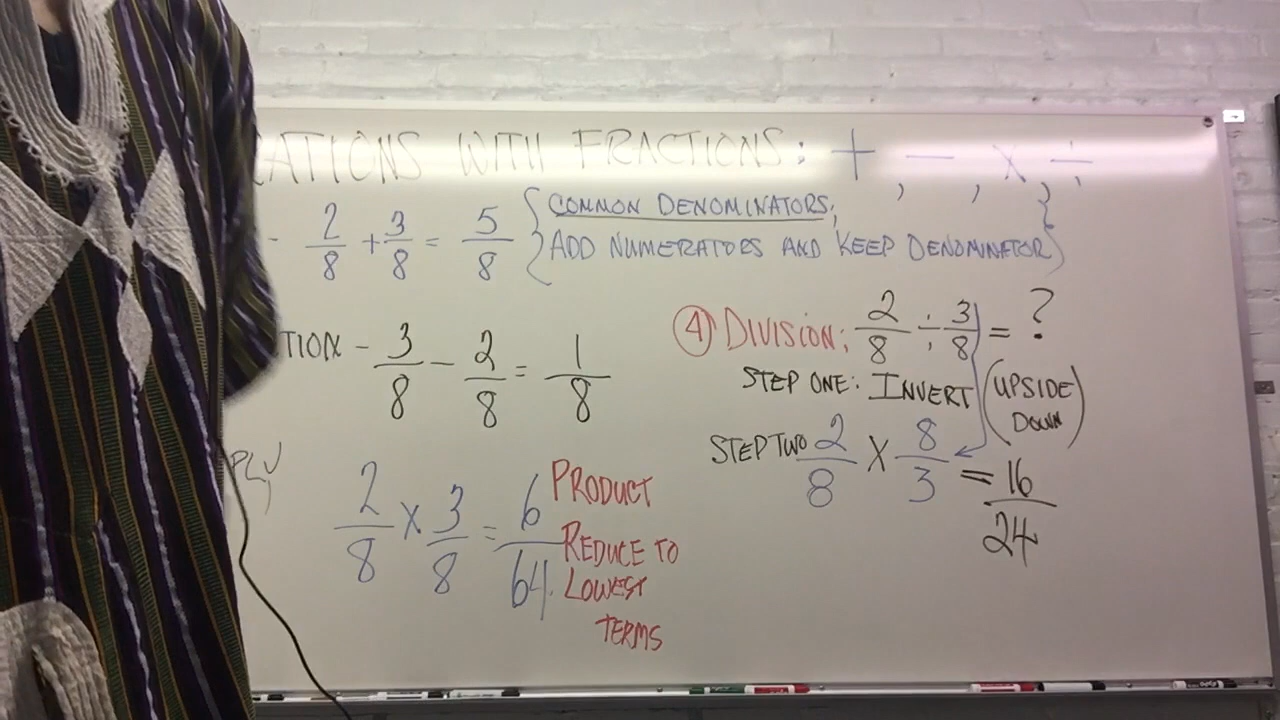 RATIONS WITH FRACTIONS: + , − , × , ÷
- 2/8 + 3/8 = 5/8 { COMMON DENOMINATORS;
ADD NUMERATORS AND KEEP DENOMINATOR }
TION - 3/8 - 2/8 = 1/8
PLY
2/8 × 3/8 = 6/64
PRODUCT
REDUCE TO
LOWEST
TERMS
④ DIVISION: 2/8 ÷ 3/8 = ?
STEP ONE: INVERT (UPSIDE
DOWN)
STEP TWO 2/8 × 8/3 = 16/24